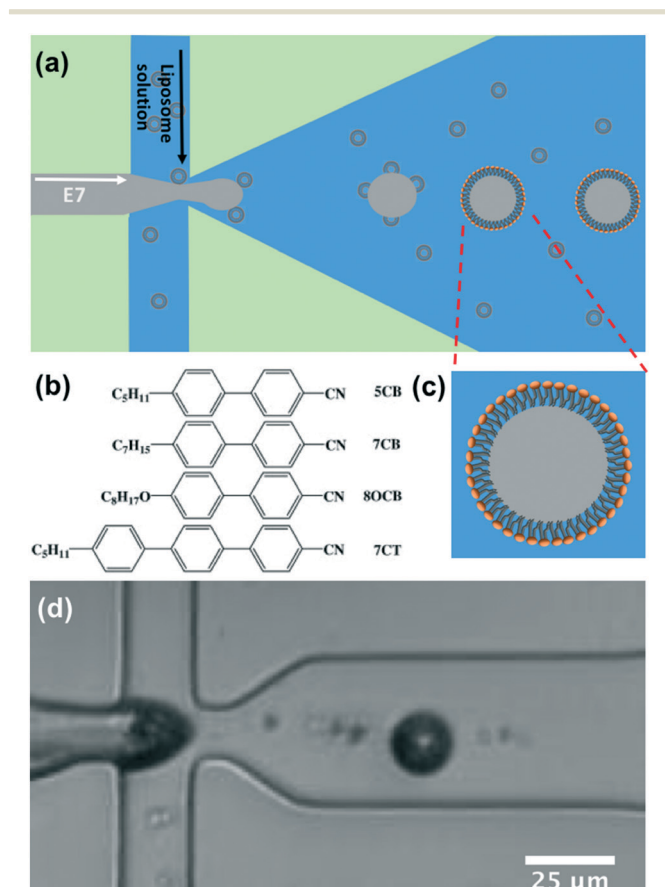 (a)
Liposome
solution
E7
(b)
C₅H₁₁ CN 5CB
C₇H₁₅ CN 7CB
C₈H₁₇O CN 8OCB
C₅H₁₁ CN 7CT
(c)
(d)
25 µm